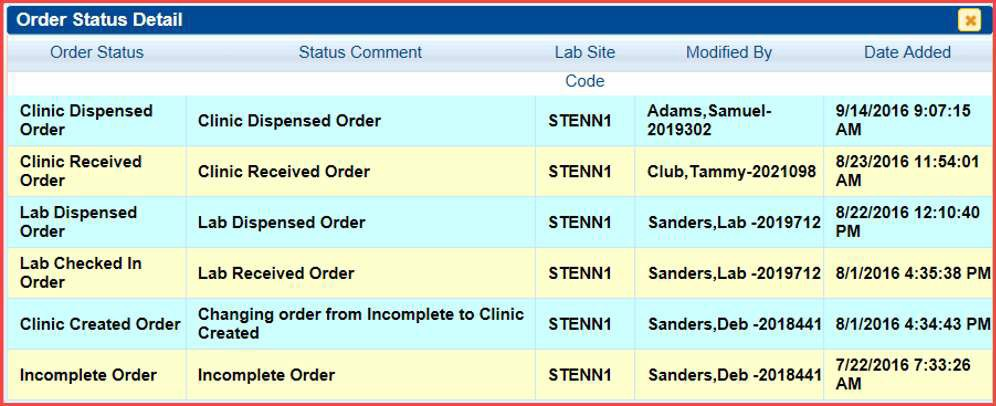 Order Status Detail
Order Status Status Comment Lab Site Code Modified By Date Added
Clinic Dispensed Order Clinic Dispensed Order STENN1 Adams,Samuel-2019302 9/14/2016 9:07:15 AM
Clinic Received Order Clinic Received Order STENN1 Club,Tammy-2021098 8/23/2016 11:54:01 AM
Lab Dispensed Order Lab Dispensed Order STENN1 Sanders,Lab -2019712 8/22/2016 12:10:40 PM
Lab Checked In Order Lab Received Order STENN1 Sanders,Lab -2019712 8/1/2016 4:35:38 PM
Clinic Created Order Changing order from Incomplete to Clinic Created STENN1 Sanders,Deb -2018441 8/1/2016 4:34:43 PM
Incomplete Order Incomplete Order STENN1 Sanders,Deb -2018441 7/22/2016 7:33:26 AM